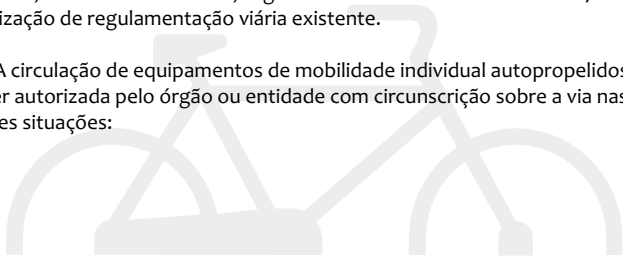 ização de regulamentação viária existente.
A circulação de equipamentos de mobilidade individual autopropelidos
er autorizada pelo órgão ou entidade com circunscrição sobre a via nas
es situações: